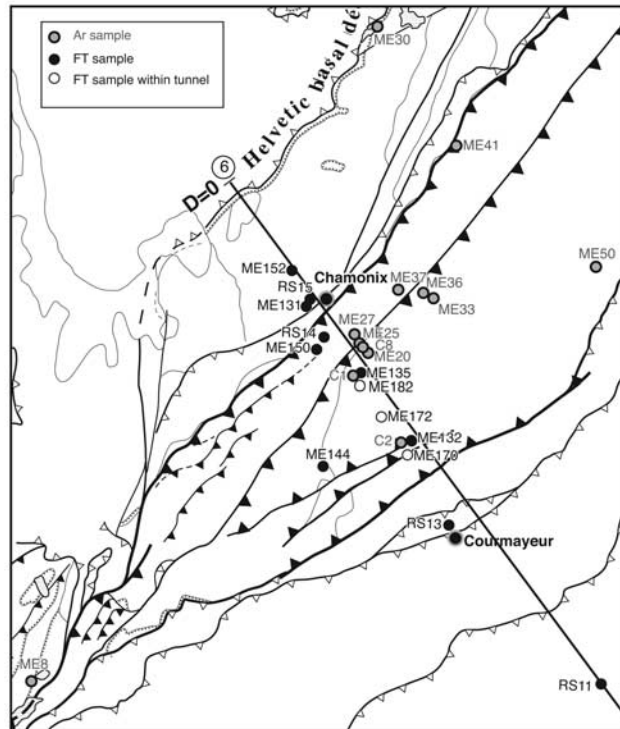 Ar sample
FT sample
FT sample within tunnel
ME30
Helvetic basal dé
6
D=0
ME41
ME152
RS15
Chamonix
ME131
ME37
ME36
ME33
ME50
ME27
RS14
ME25
C8
ME150
ME20
ME135
C1
ME182
ME172
ME132
C2
ME170
ME144
RS13
Courmayeur
ME8
RS11